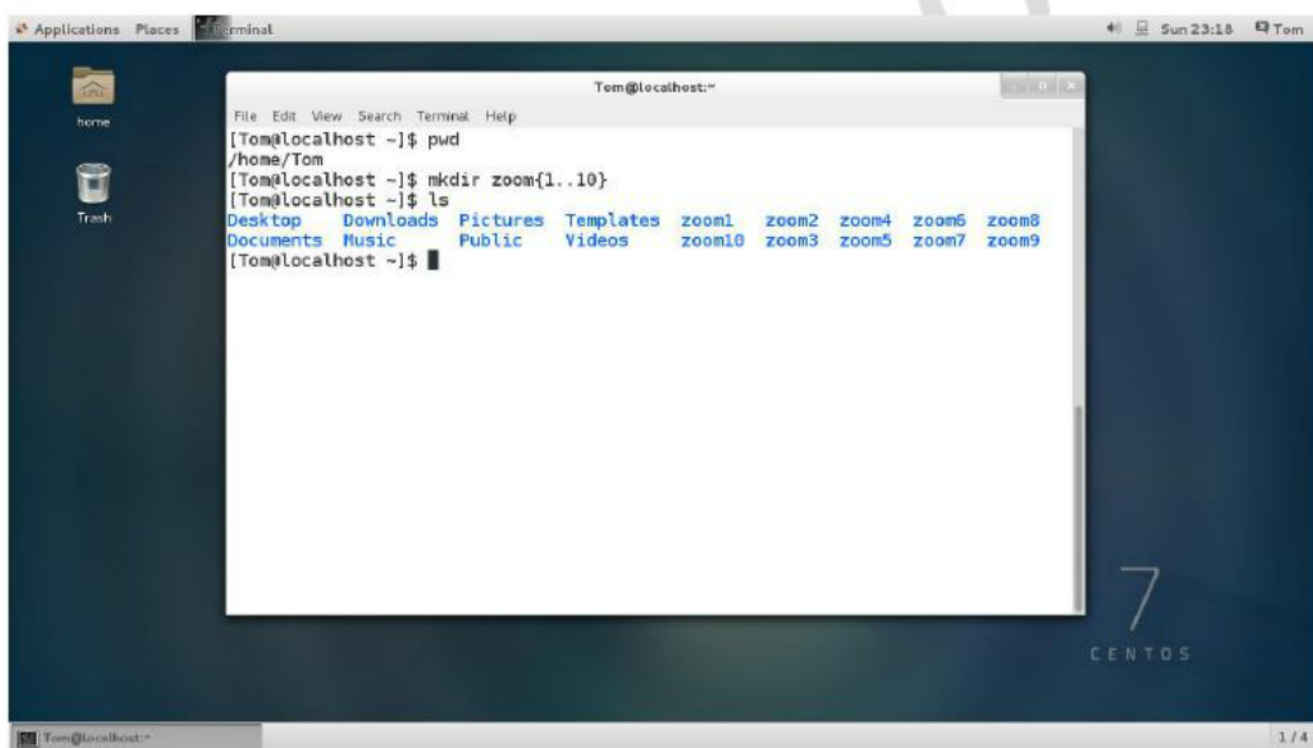 Applications Places Terminal Sun 23:18 Tom
home
Trash
Tom@localhost:~
File Edit View Search Terminal Help
[Tom@localhost ~]$ pwd
/home/Tom
[Tom@localhost ~]$ mkdir zoom{1..10}
[Tom@localhost ~]$ ls
Desktop Downloads Pictures Templates zoom1 zoom2 zoom4 zoom6 zoom8
Documents Music Public Videos zoom10 zoom3 zoom5 zoom7 zoom9
[Tom@localhost ~]$
7
CENTOS
Tom@localhost:~ 1/4